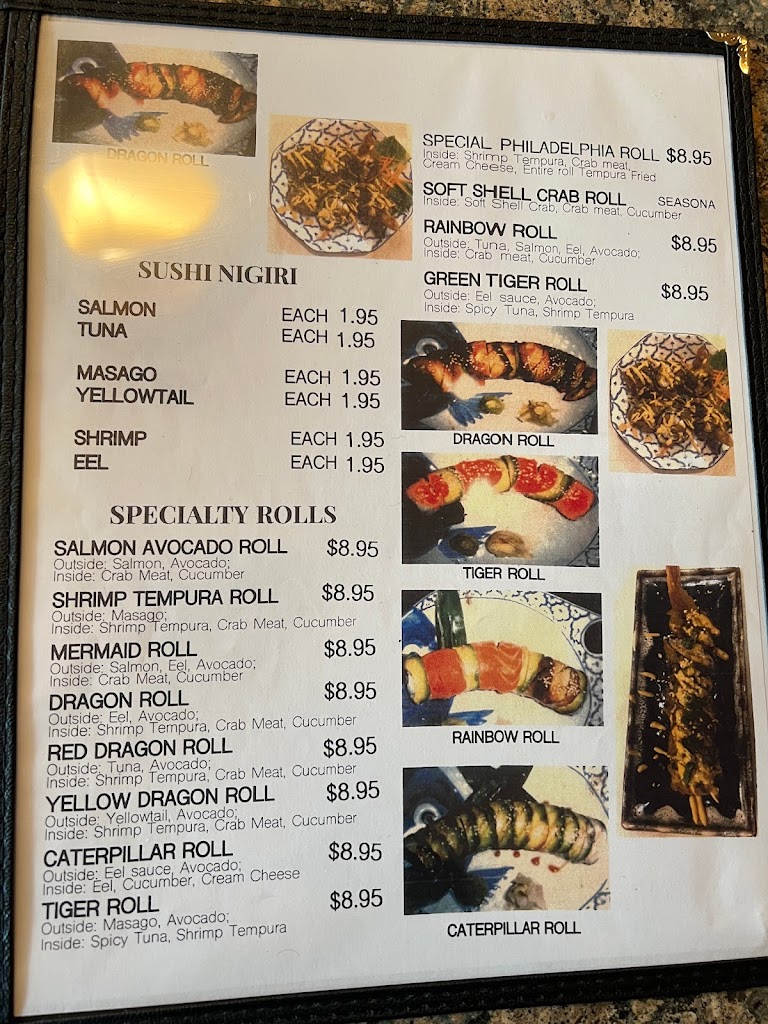 DRAGON ROLL
SUSHI NIGIRI
SALMON EACH 1.95
TUNA EACH 1.95
MASAGO EACH 1.95
YELLOWTAIL EACH 1.95
SHRIMP EACH 1.95
EEL EACH 1.95
SPECIALTY ROLLS
SALMON AVOCADO ROLL $8.95
Outside: Salmon, Avocado;
Inside: Crab Meat, Cucumber
SHRIMP TEMPURA ROLL $8.95
Outside: Masago;
Inside: Shrimp Tempura, Crab Meat, Cucumber
MERMAID ROLL $8.95
Outside: Salmon, Eel, Avocado;
Inside: Crab Meat, Cucumber
DRAGON ROLL $8.95
Outside: Eel, Avocado;
Inside: Shrimp Tempura, Crab Meat, Cucumber
RED DRAGON ROLL $8.95
Outside: Tuna, Avocado;
Inside: Shrimp Tempura, Crab Meat, Cucumber
YELLOW DRAGON ROLL $8.95
Outside: Yellowtail, Avocado;
Inside: Shrimp Tempura, Crab Meat, Cucumber
CATERPILLAR ROLL $8.95
Outside: Eel sauce, Avocado;
Inside: Eel, Cucumber, Cream Cheese
TIGER ROLL $8.95
Outside: Masago, Avocado;
Inside: Spicy Tuna, Shrimp Tempura
SPECIAL PHILADELPHIA ROLL $8.95
Inside: Shrimp Tempura, Crab meat,
Cream Cheese, Entire roll Tempura Fried
SOFT SHELL CRAB ROLL SEASONA
Inside: Soft Shell Crab, Crab meat, Cucumber
RAINBOW ROLL $8.95
Outside: Tuna, Salmon, Eel, Avocado;
Inside: Crab meat, Cucumber
GREEN TIGER ROLL $8.95
Outside: Eel sauce, Avocado;
Inside: Spicy Tuna, Shrimp Tempura
DRAGON ROLL
TIGER ROLL
RAINBOW ROLL
CATERPILLAR ROLL